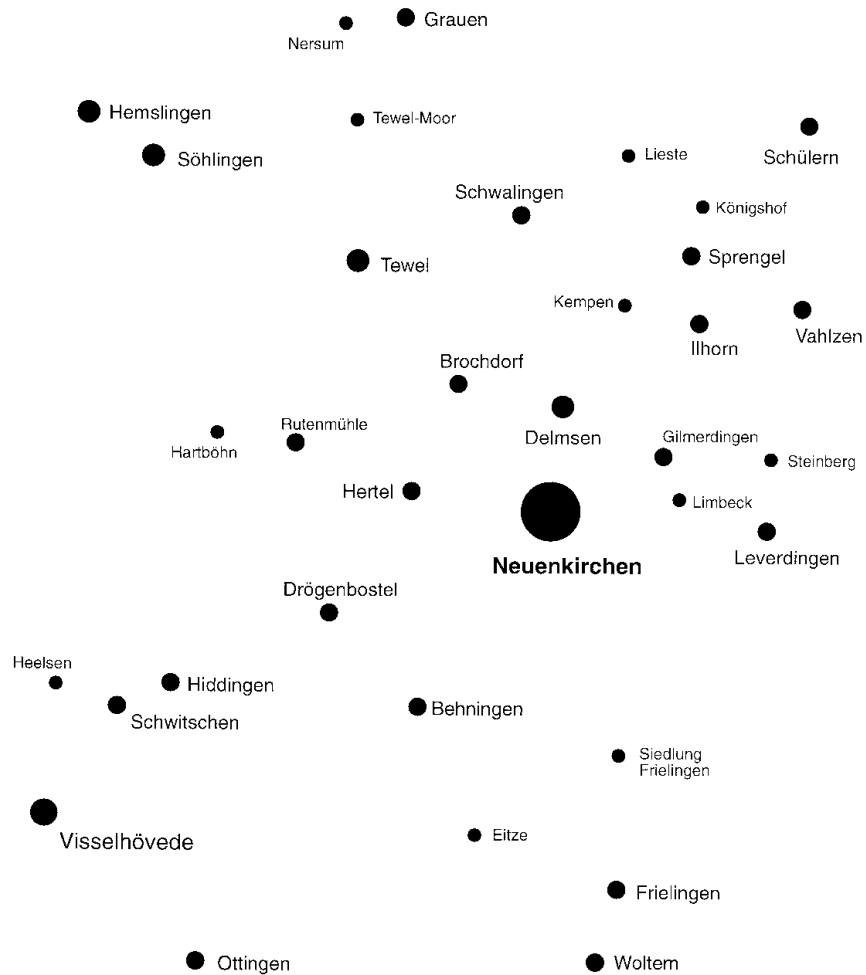 Grauen
Nersum
Hemslingen
Tewel-Moor
Söhlingen
Lieste
Schülern
Schwalingen
Königshof
Tewel
Sprengel
Kempen
Ilhorn
Vahlzen
Brochdorf
Rutenmühle
Delmsen
Gilmerdingen
Hartböhn
Steinberg
Hertel
Limbeck
Neuenkirchen
Leverdingen
Drögenbostel
Heelsen
Hiddingen
Schwitschen
Behningen
Siedlung
Frielingen
Visselhövede
Eitze
Frielingen
Ottingen
Woltem